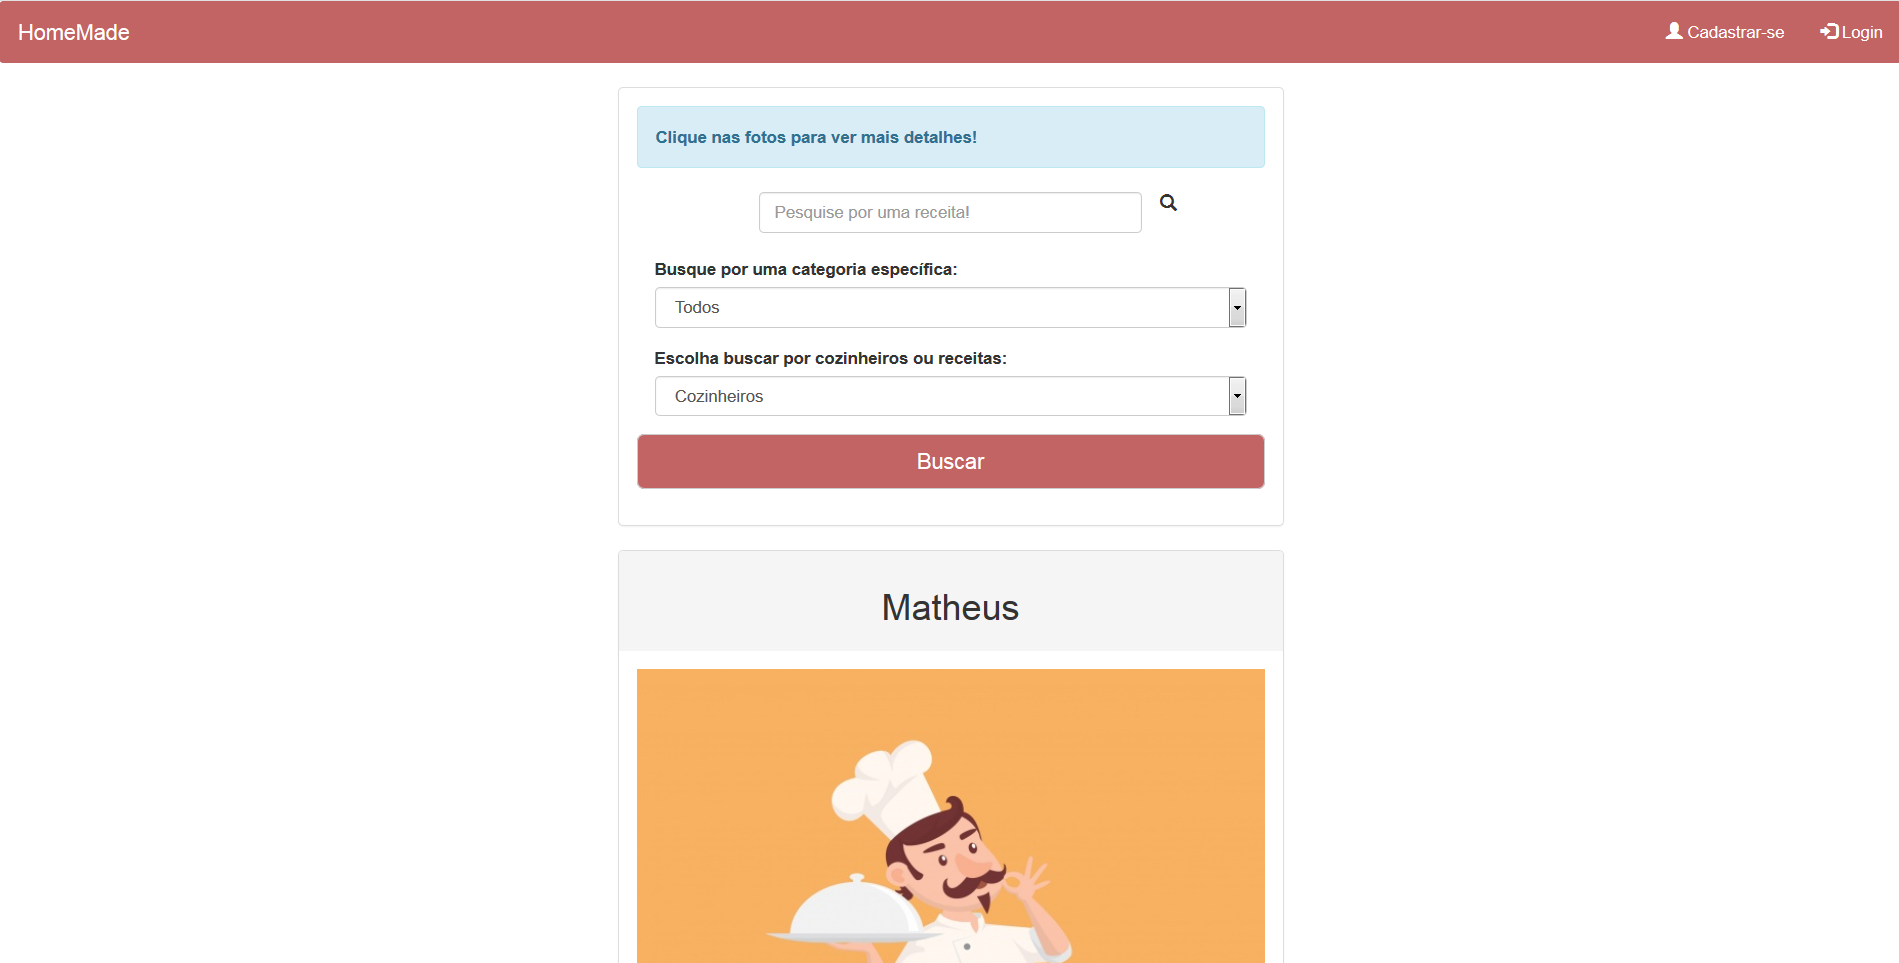 HomeMade
Cadastrar-se
Login
Clique nas fotos para ver mais detalhes!
Pesquise por uma receita!
Busque por uma categoria específica:
Todos
Escolha buscar por cozinheiros ou receitas:
Cozinheiros
Buscar
Matheus